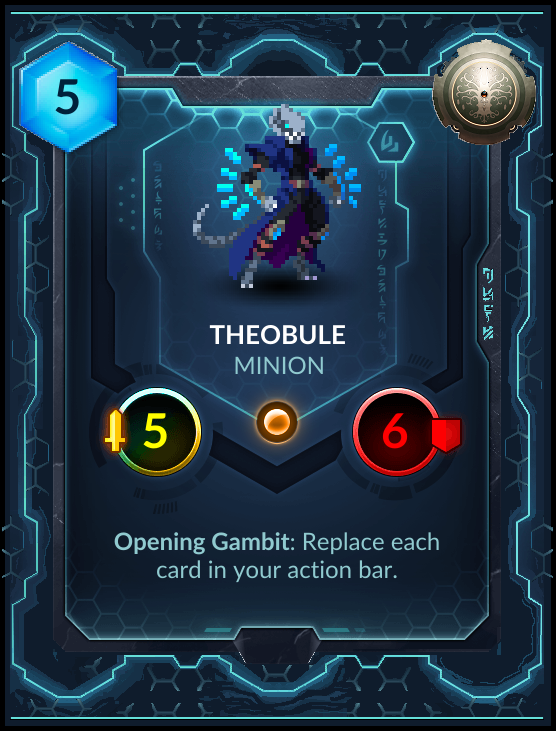 5
THEOBULE
MINION
5
6
Opening Gambit: Replace each
card in your action bar.